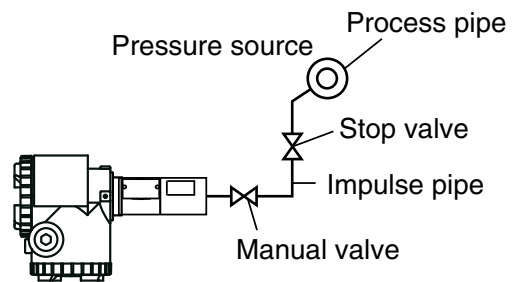 Process pipe
Pressure source
Stop valve
Impulse pipe
Manual valve